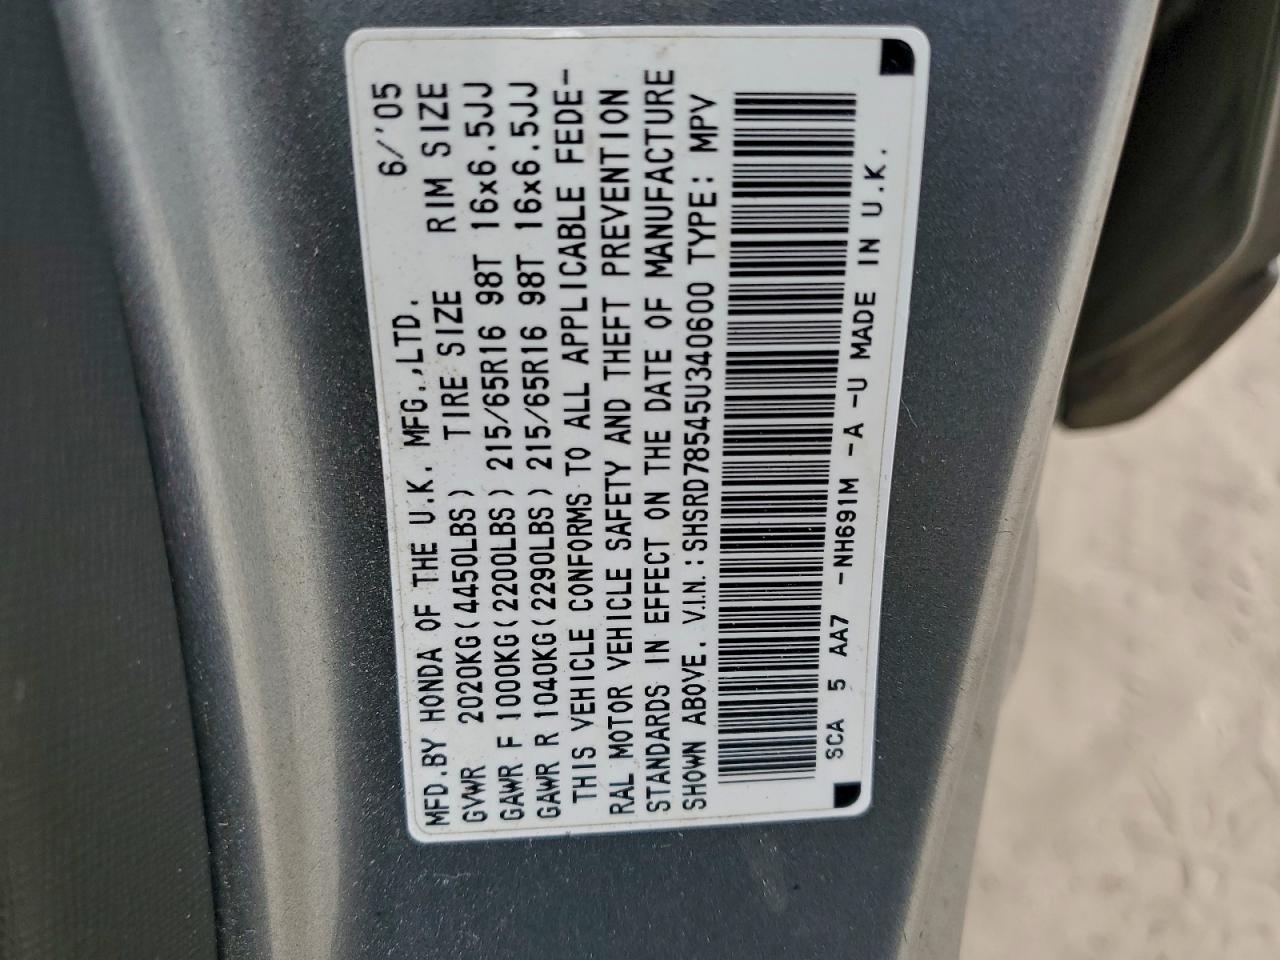 MFD.BY HONDA OF THE U.K. MFG.,LTD. 6/'05
GVWR 2020KG(4450LBS) TIRE SIZE RIM SIZE
GAWR F 1000KG(2200LBS) 215/65R16 98T 16x6.5JJ
GAWR R 1040KG(2290LBS) 215/65R16 98T 16x6.5JJ
THIS VEHICLE CONFORMS TO ALL APPLICABLE FEDE-
RAL MOTOR VEHICLE SAFETY AND THEFT PREVENTION
STANDARDS IN EFFECT ON THE DATE OF MANUFACTURE
SHOWN ABOVE. V.I.N.:SHSRD78545U340600 TYPE: MPV
SCA 5 AA7 -NH691M -A -U MADE IN U.K.